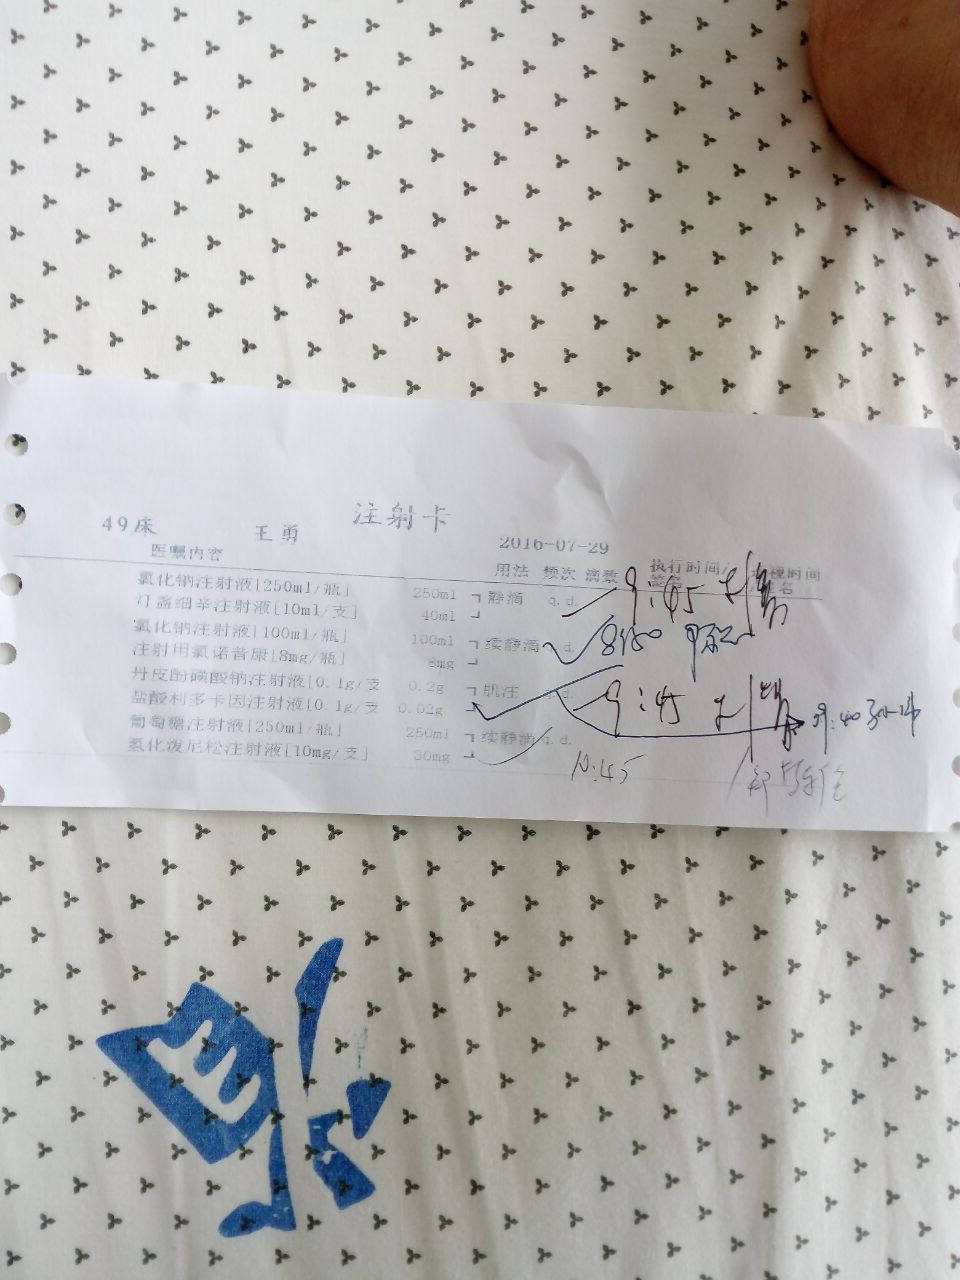 注射卡
49床 王勇 2016-07-29
医嘱内容 用法 频次 滴数 执行时间/签名 时间 名
氯化钠注射液[250ml/瓶] 250ml 静滴 q.d. 9:45
灯盏细辛注射液[10ml/支] 40ml
氯化钠注射液[100ml/瓶] 100ml 续静滴 q.d.
注射用氯诺昔康[8mg/瓶] 8mg
丹皮酚磺酸钠注射液[0.1g/支 0.2g 肌注 q.d. 9:45
盐酸利多卡因注射液[0.1g/支 0.02g 9:40
葡萄糖注射液[250ml/瓶] 250ml 续静滴 q.d. 10:45
氢化泼尼松注射液[10mg/支] 30mg